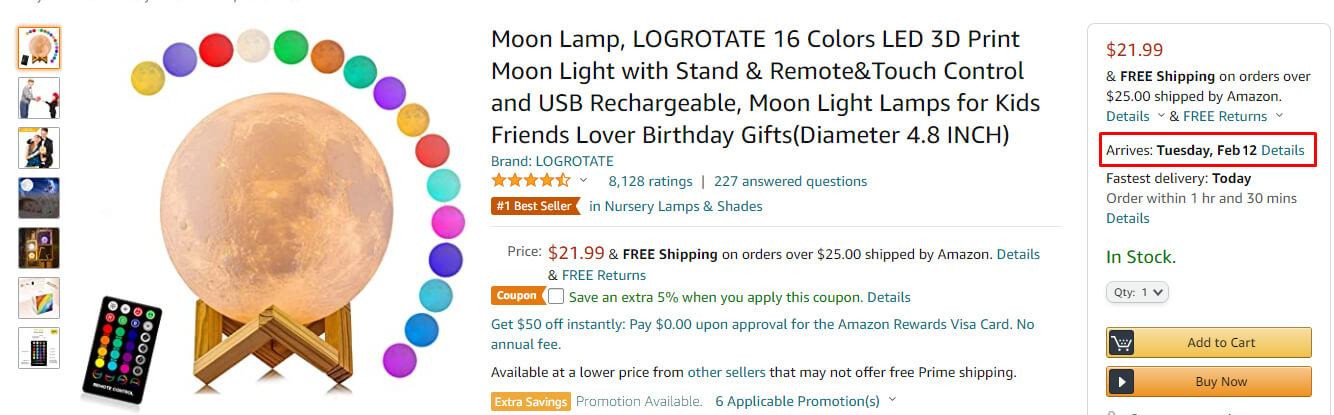 Moon Lamp, LOGROTATE 16 Colors LED 3D Print
Moon Light with Stand & Remote&Touch Control
and USB Rechargeable, Moon Light Lamps for Kids
Friends Lover Birthday Gifts(Diameter 4.8 INCH)
Brand: LOGROTATE
8,128 ratings | 227 answered questions
#1 Best Seller in Nursery Lamps & Shades
Price: $21.99 & FREE Shipping on orders over $25.00 shipped by Amazon. Details
& FREE Returns
Coupon Save an extra 5% when you apply this coupon. Details
Get $50 off instantly: Pay $0.00 upon approval for the Amazon Rewards Visa Card. No
annual fee.
Available at a lower price from other sellers that may not offer free Prime shipping.
Extra Savings Promotion Available. 6 Applicable Promotion(s)
REMOTE CONTROL
$21.99
& FREE Shipping on orders over
$25.00 shipped by Amazon.
Details & FREE Returns
Arrives: Tuesday, Feb 12 Details
Fastest delivery: Today
Order within 1 hr and 30 mins
Details
In Stock.
Qty: 1
Add to Cart
Buy Now